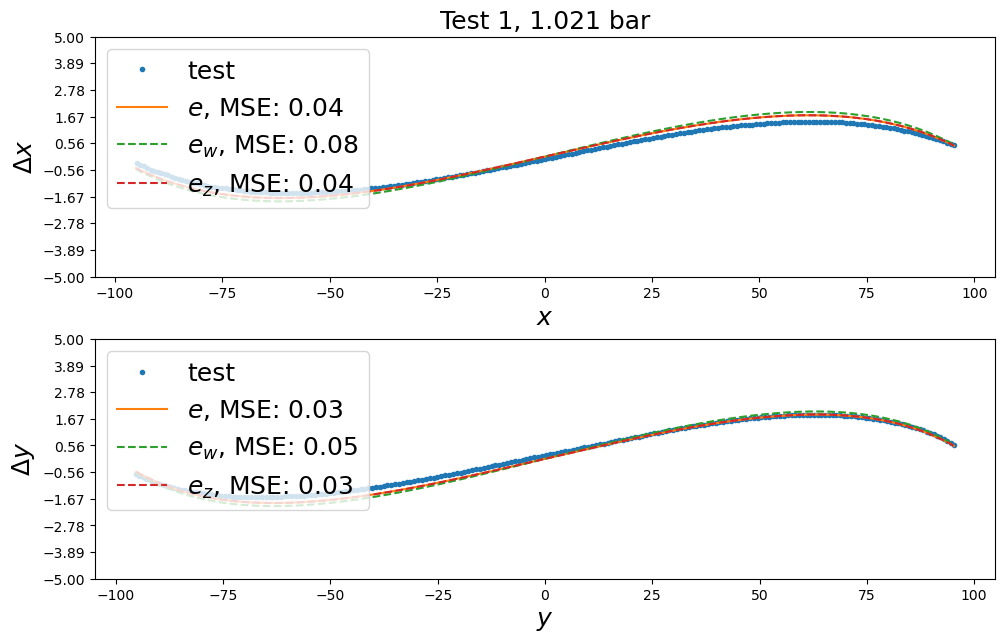 Test 1, 1.021 bar
5.00
3.89
2.78
1.67
0.56
−0.56
−1.67
−2.78
−3.89
−5.00
Δx
test
e, MSE: 0.04
e_w, MSE: 0.08
e_z, MSE: 0.04
−100 −75 −50 −25 0 25 50 75 100
x
5.00
3.89
2.78
1.67
0.56
−0.56
−1.67
−2.78
−3.89
−5.00
Δy
test
e, MSE: 0.03
e_w, MSE: 0.05
e_z, MSE: 0.03
−100 −75 −50 −25 0 25 50 75 100
y